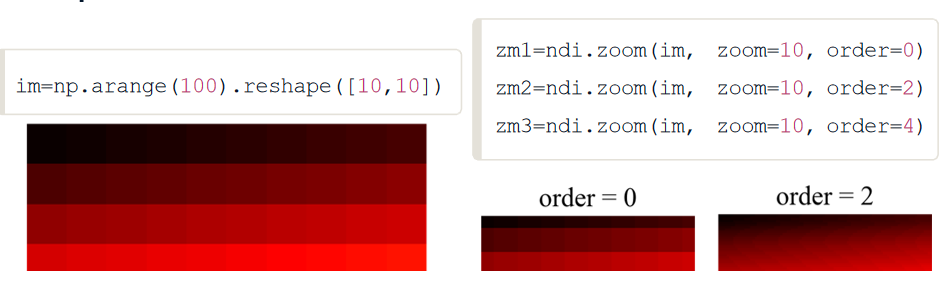 im=np.arange(100).reshape([10,10])
zm1=ndi.zoom(im,  zoom=10, order=0)
zm2=ndi.zoom(im,  zoom=10, order=2)
zm3=ndi.zoom(im,  zoom=10, order=4)
order = 0
order = 2